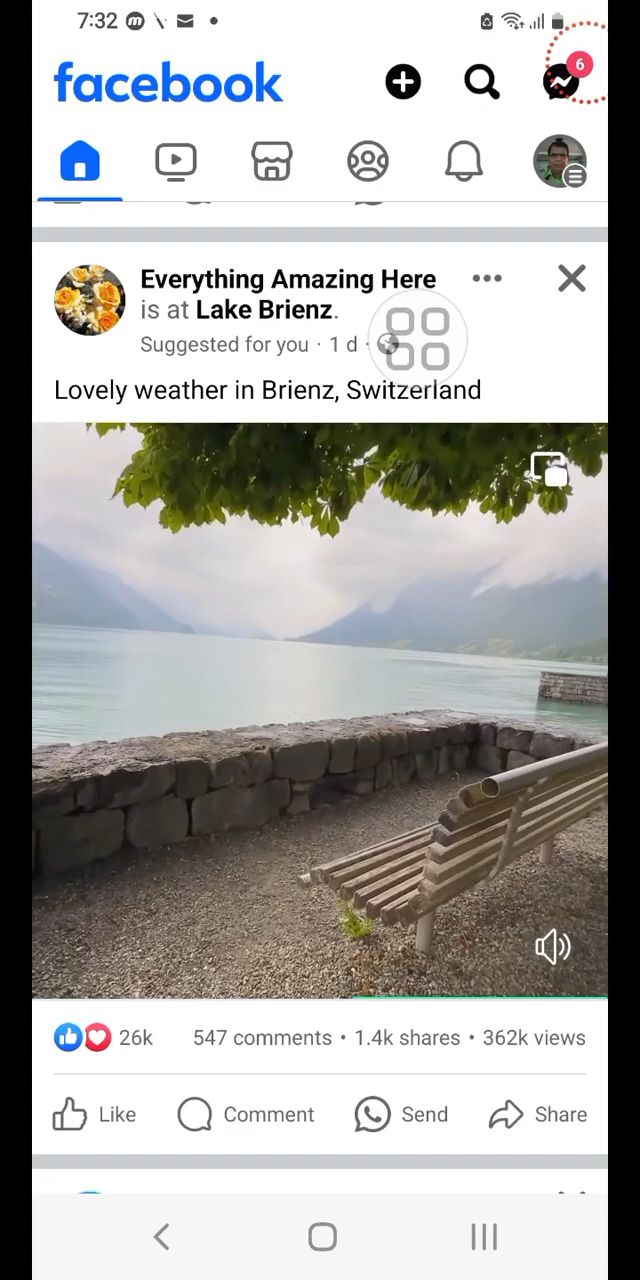 7:32
facebook
6
Everything Amazing Here
is at Lake Brienz.
Suggested for you · 1 d ·
Lovely weather in Brienz, Switzerland
26k
547 comments • 1.4k shares • 362k views
Like
Comment
Send
Share